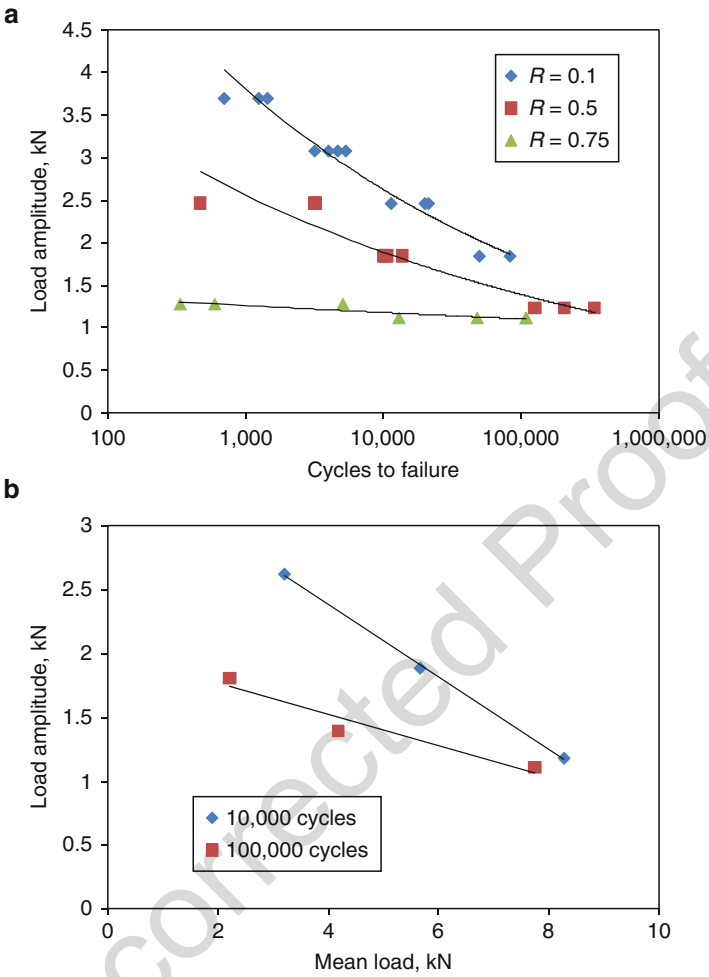 a
4.5
4
3.5
3
2.5
2
1.5
1
0.5
0
Load amplitude, kN
R = 0.1
R = 0.5
R = 0.75
100
1,000
10,000
100,000
1,000,000
Cycles to failure
b
3
2.5
2
1.5
1
0.5
0
Load amplitude, kN
10,000 cycles
100,000 cycles
0
2
4
6
8
10
Mean load, kN
corrected Proof